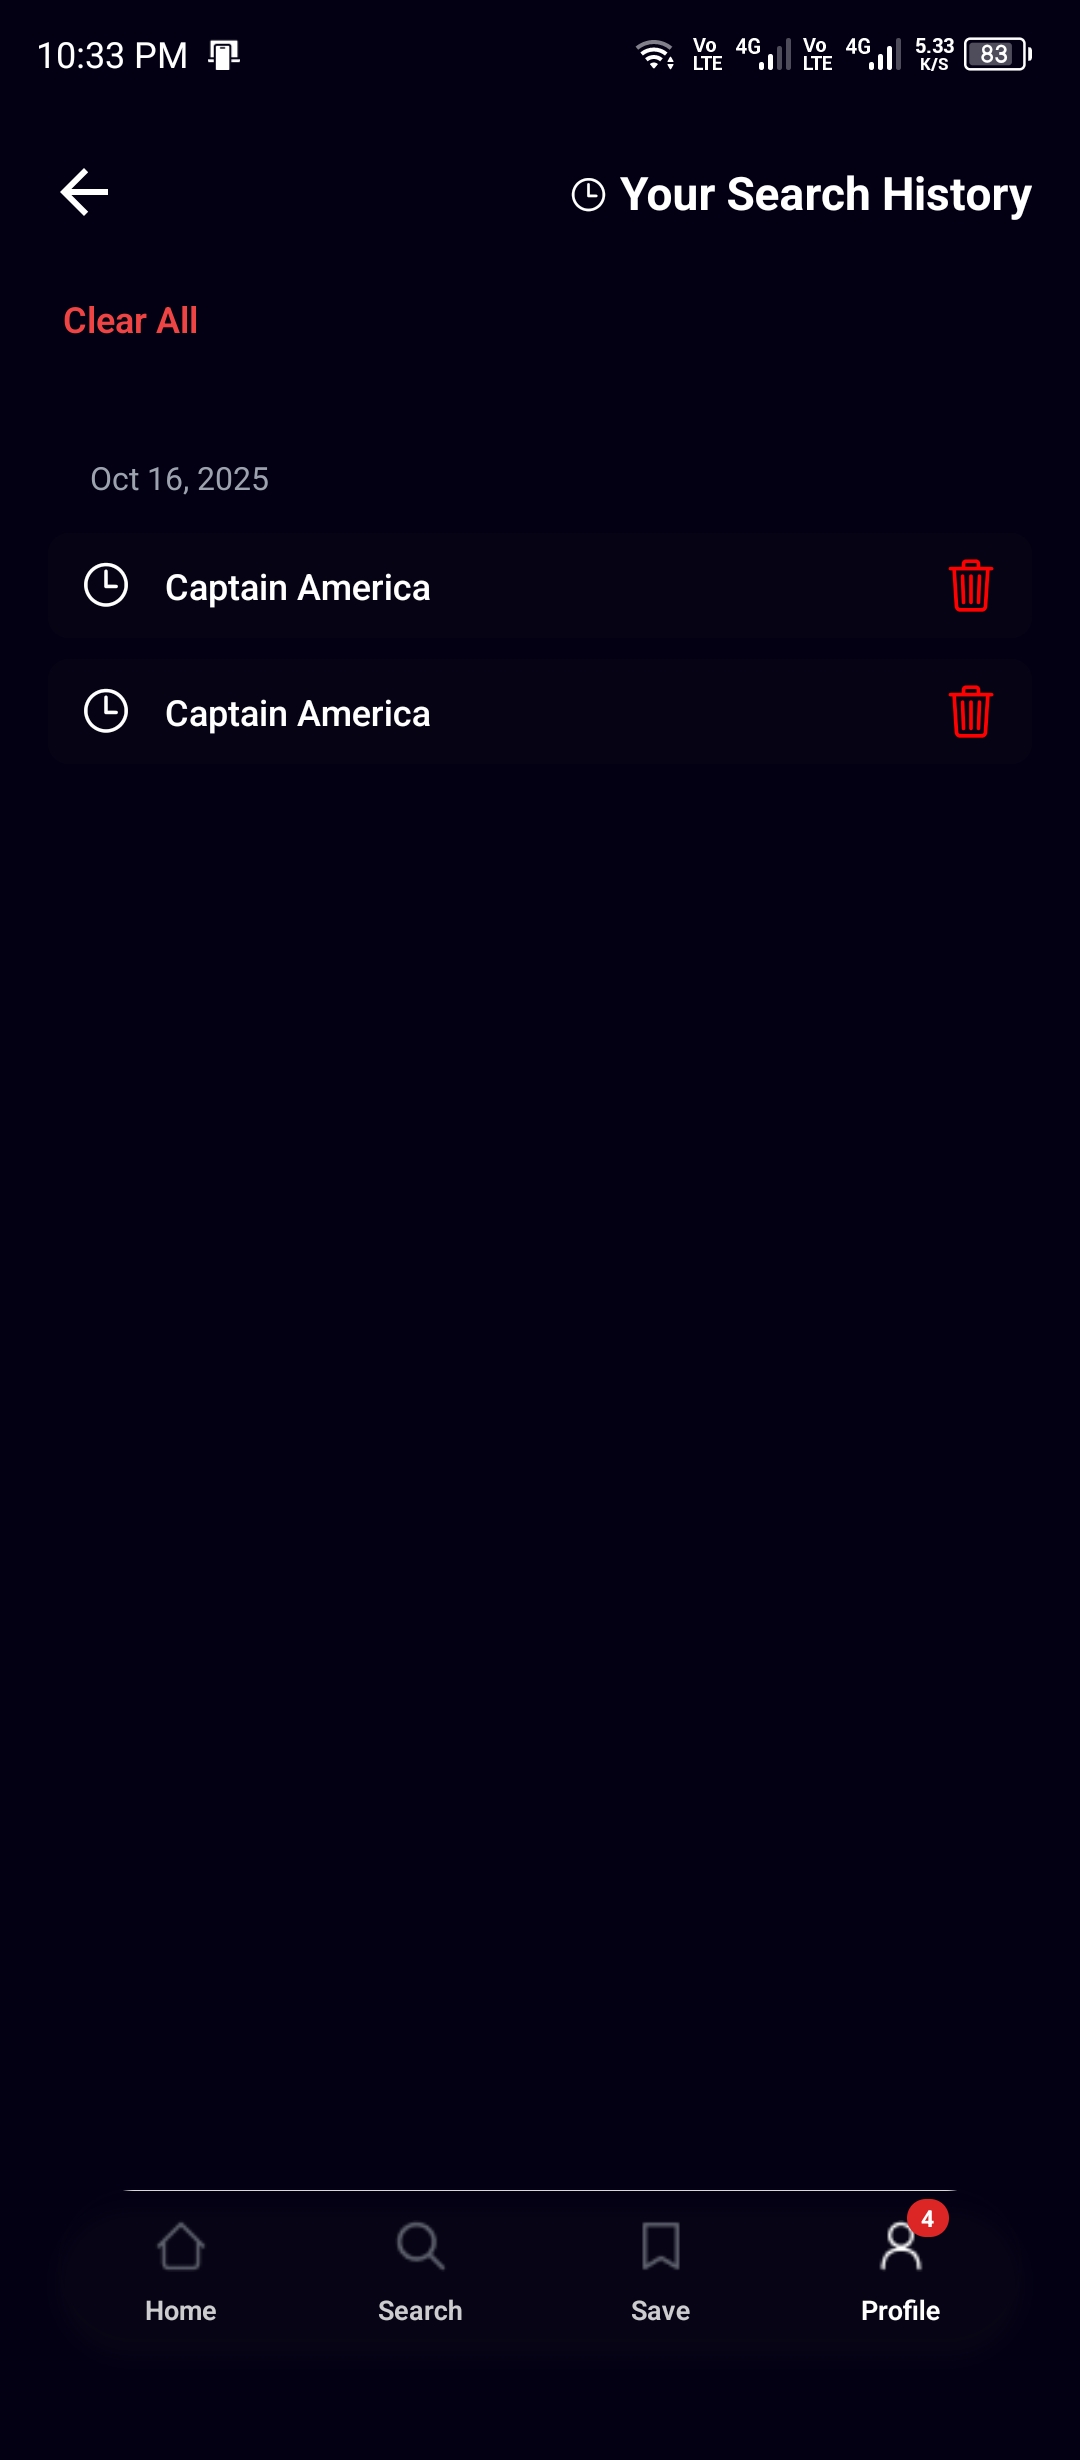 10:33 PM Vo LTE 4G Vo LTE 4G 5.33 K/S 83
Your Search History
Clear All
Oct 16, 2025
Captain America
Captain America
4
Home Search Save Profile